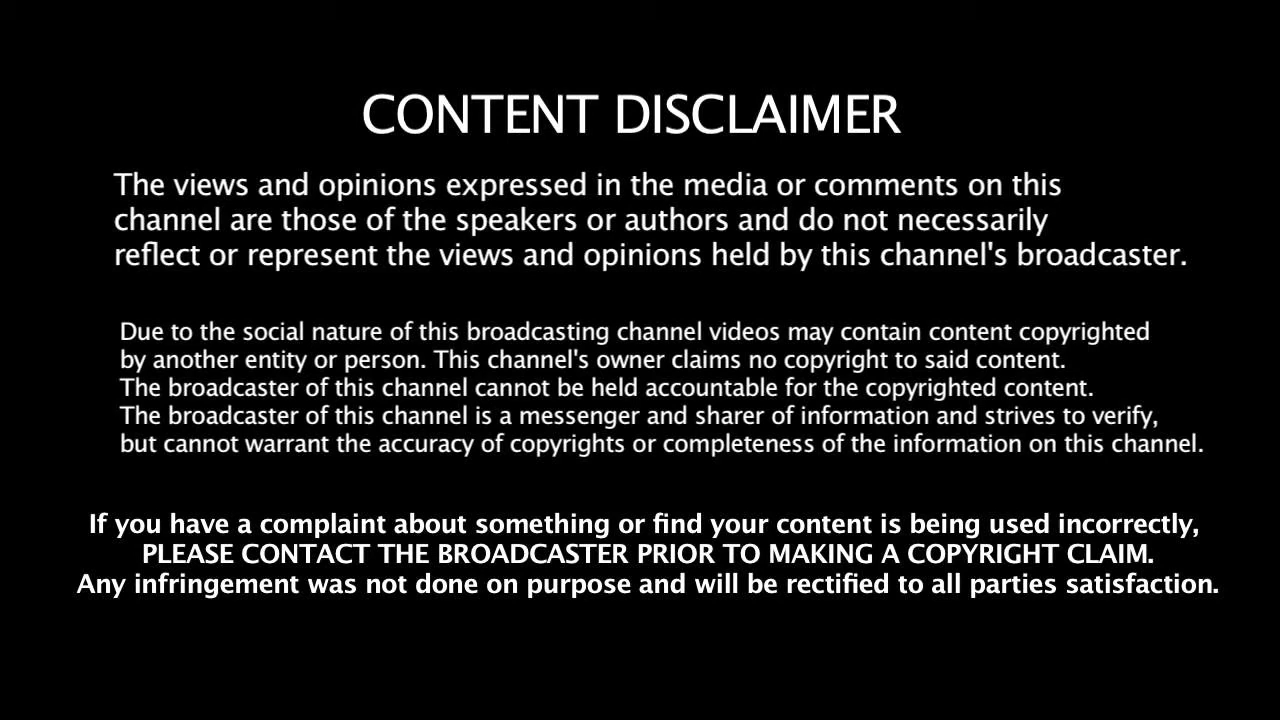 CONTENT DISCLAIMER
The views and opinions expressed in the media or comments on this
channel are those of the speakers or authors and do not necessarily
reflect or represent the views and opinions held by this channel's broadcaster.
Due to the social nature of this broadcasting channel videos may contain content copyrighted
by another entity or person. This channel's owner claims no copyright to said content.
The broadcaster of this channel cannot be held accountable for the copyrighted content.
The broadcaster of this channel is a messenger and sharer of information and strives to verify,
but cannot warrant the accuracy of copyrights or completeness of the information on this channel.
If you have a complaint about something or find your content is being used incorrectly,
PLEASE CONTACT THE BROADCASTER PRIOR TO MAKING A COPYRIGHT CLAIM.
Any infringement was not done on purpose and will be rectified to all parties satisfaction.